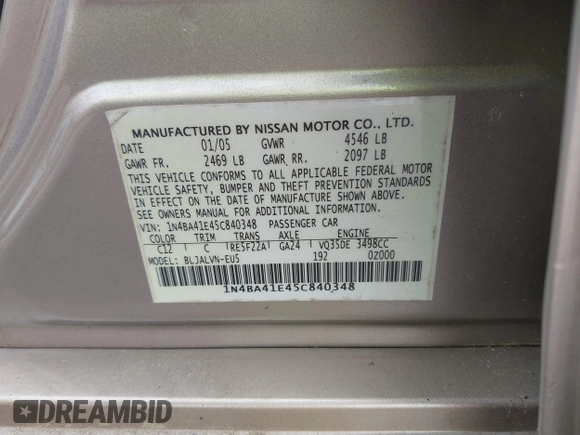 MANUFACTURED BY NISSAN MOTOR CO., LTD.
DATE 01/05 GVWR 4546 LB
GAWR FR. 2469 LB GAWR RR. 2097 LB
THIS VEHICLE CONFORMS TO ALL APPLICABLE FEDERAL MOTOR
VEHICLE SAFETY, BUMPER AND THEFT PREVENTION STANDARDS
IN EFFECT ON THE DATE OF MANUFACTURE SHOWN ABOVE.
SEE OWNERS MANUAL FOR ADDITIONAL INFORMATION.
VIN: 1N4BA41E45C840348 PASSENGER CAR
COLOR TRIM TRANS AXLE ENGINE
C12 C RE5F22A GA24 VQ35DE 3498CC
MODEL: BLJALVN-EU5 192 0Z000
1N4BA41E45C840348
DREAMBID